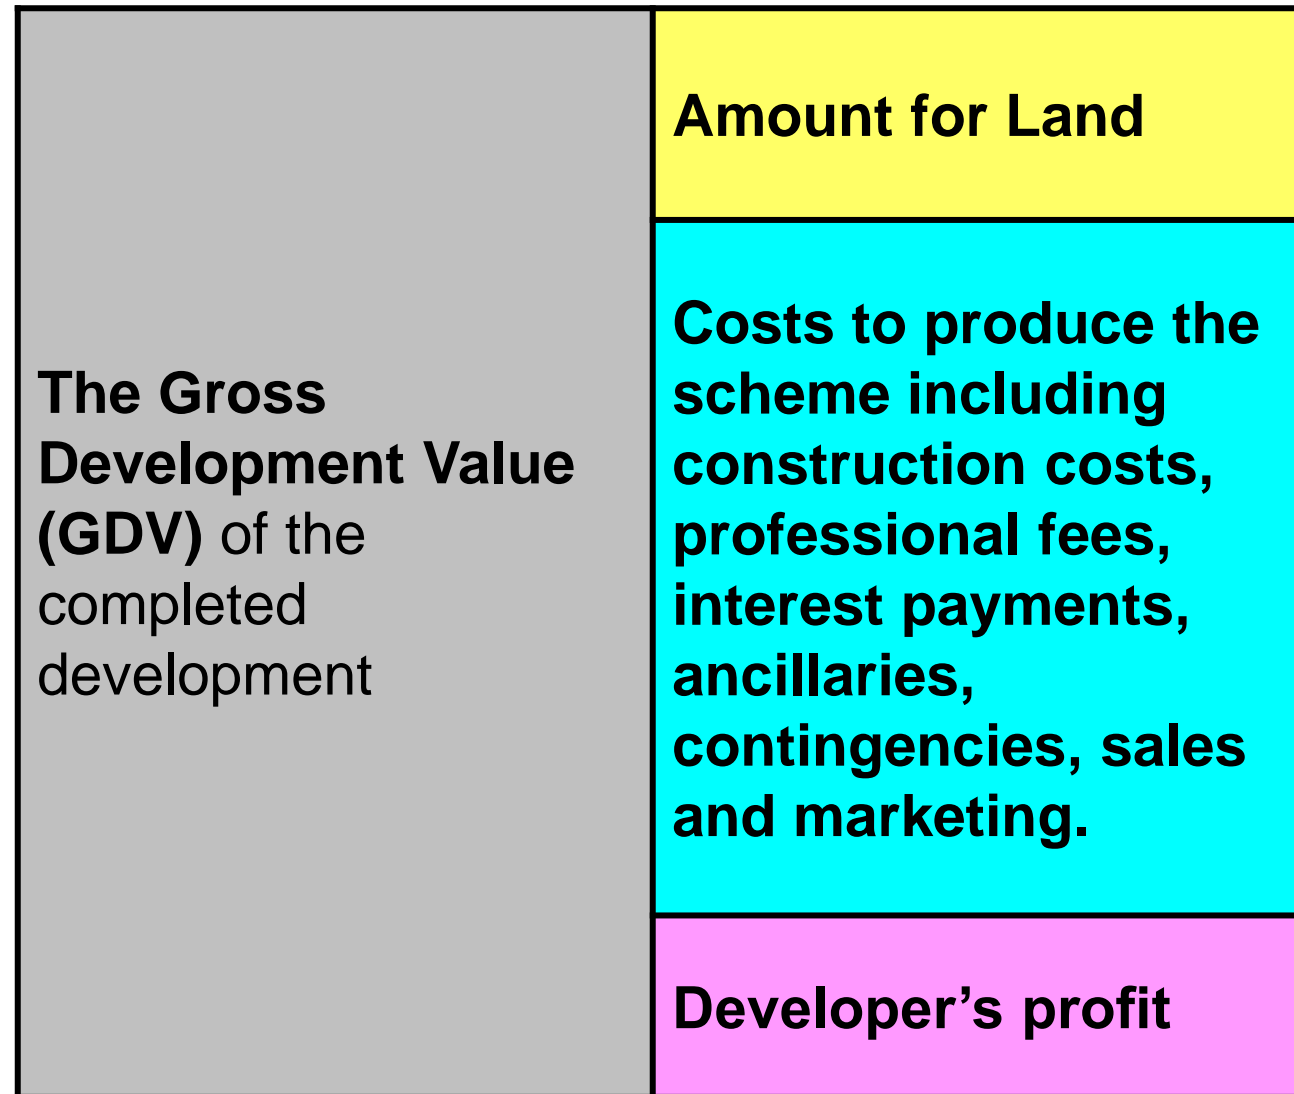 The Gross
Development Value
(GDV) of the
completed
development
Amount for Land
Costs to produce the
scheme including
construction costs,
professional fees,
interest payments,
ancillaries,
contingencies, sales
and marketing.
Developer’s profit